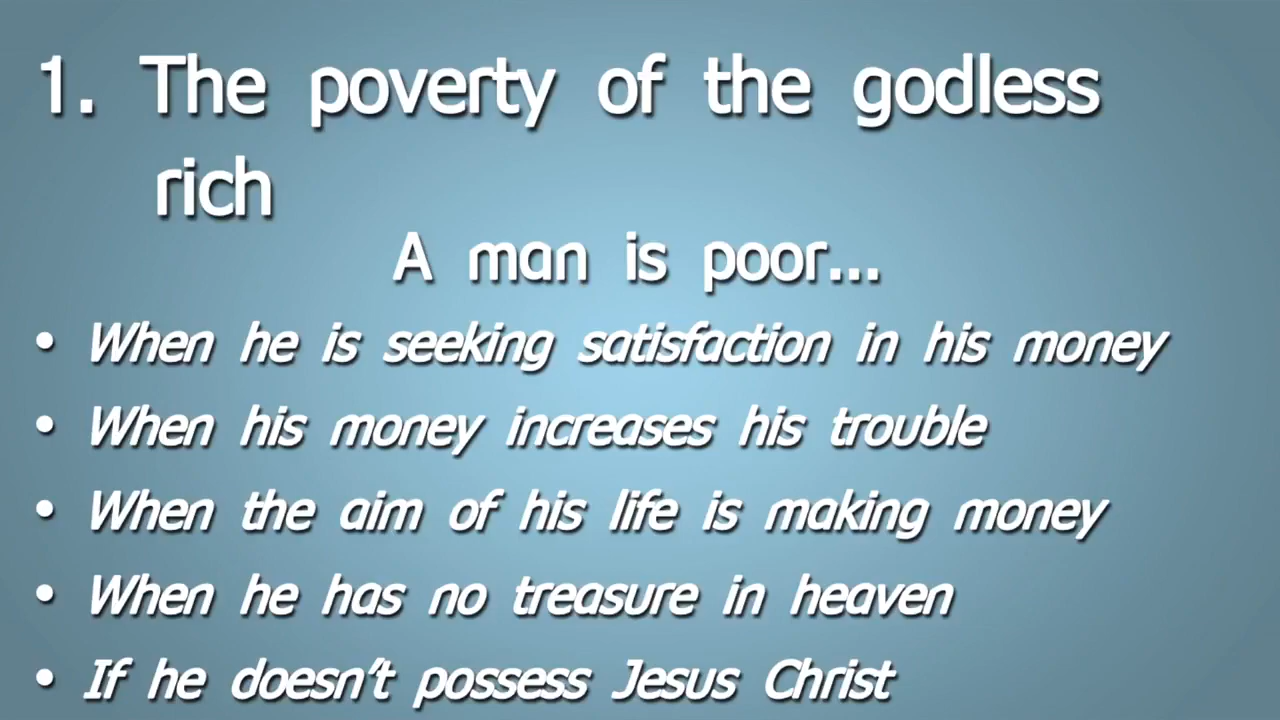 1. The poverty of the godless
rich
A man is poor...
• When he is seeking satisfaction in his money
• When his money increases his trouble
• When the aim of his life is making money
• When he has no treasure in heaven
• If he doesn't possess Jesus Christ